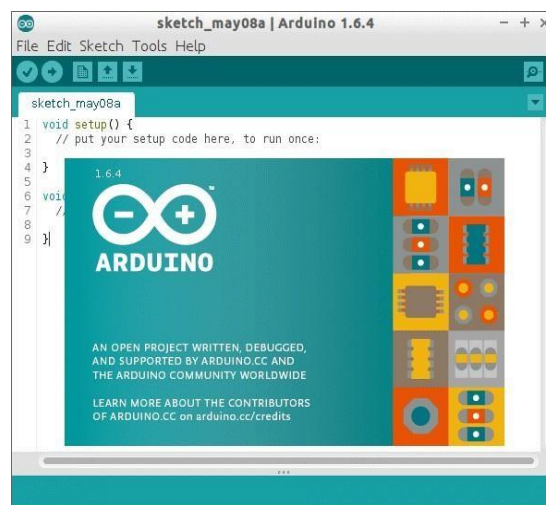 sketch_may08a | Arduino 1.6.4
File Edit Sketch Tools Help
sketch_may08a
1 void setup() {
2 // put your setup code here, to run once:
3
4 }
5
6 voi
7 //
8
9 }
1.6.4
TM
ARDUINO
AN OPEN PROJECT WRITTEN, DEBUGGED,
AND SUPPORTED BY ARDUINO.CC AND
THE ARDUINO COMMUNITY WORLDWIDE
LEARN MORE ABOUT THE CONTRIBUTORS
OF ARDUINO.CC on arduino.cc/credits